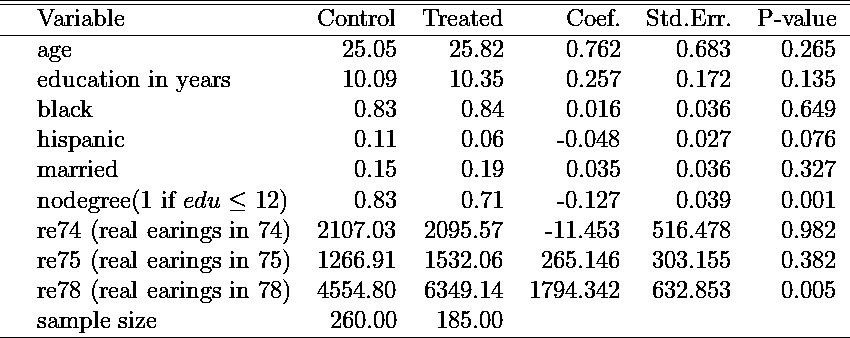 Variable Control Treated Coef. Std.Err. P-value
age 25.05 25.82 0.762 0.683 0.265
education in years 10.09 10.35 0.257 0.172 0.135
black 0.83 0.84 0.016 0.036 0.649
hispanic 0.11 0.06 -0.048 0.027 0.076
married 0.15 0.19 0.035 0.036 0.327
nodegree(1 if edu ≤ 12) 0.83 0.71 -0.127 0.039 0.001
re74 (real earings in 74) 2107.03 2095.57 -11.453 516.478 0.982
re75 (real earings in 75) 1266.91 1532.06 265.146 303.155 0.382
re78 (real earings in 78) 4554.80 6349.14 1794.342 632.853 0.005
sample size 260.00 185.00